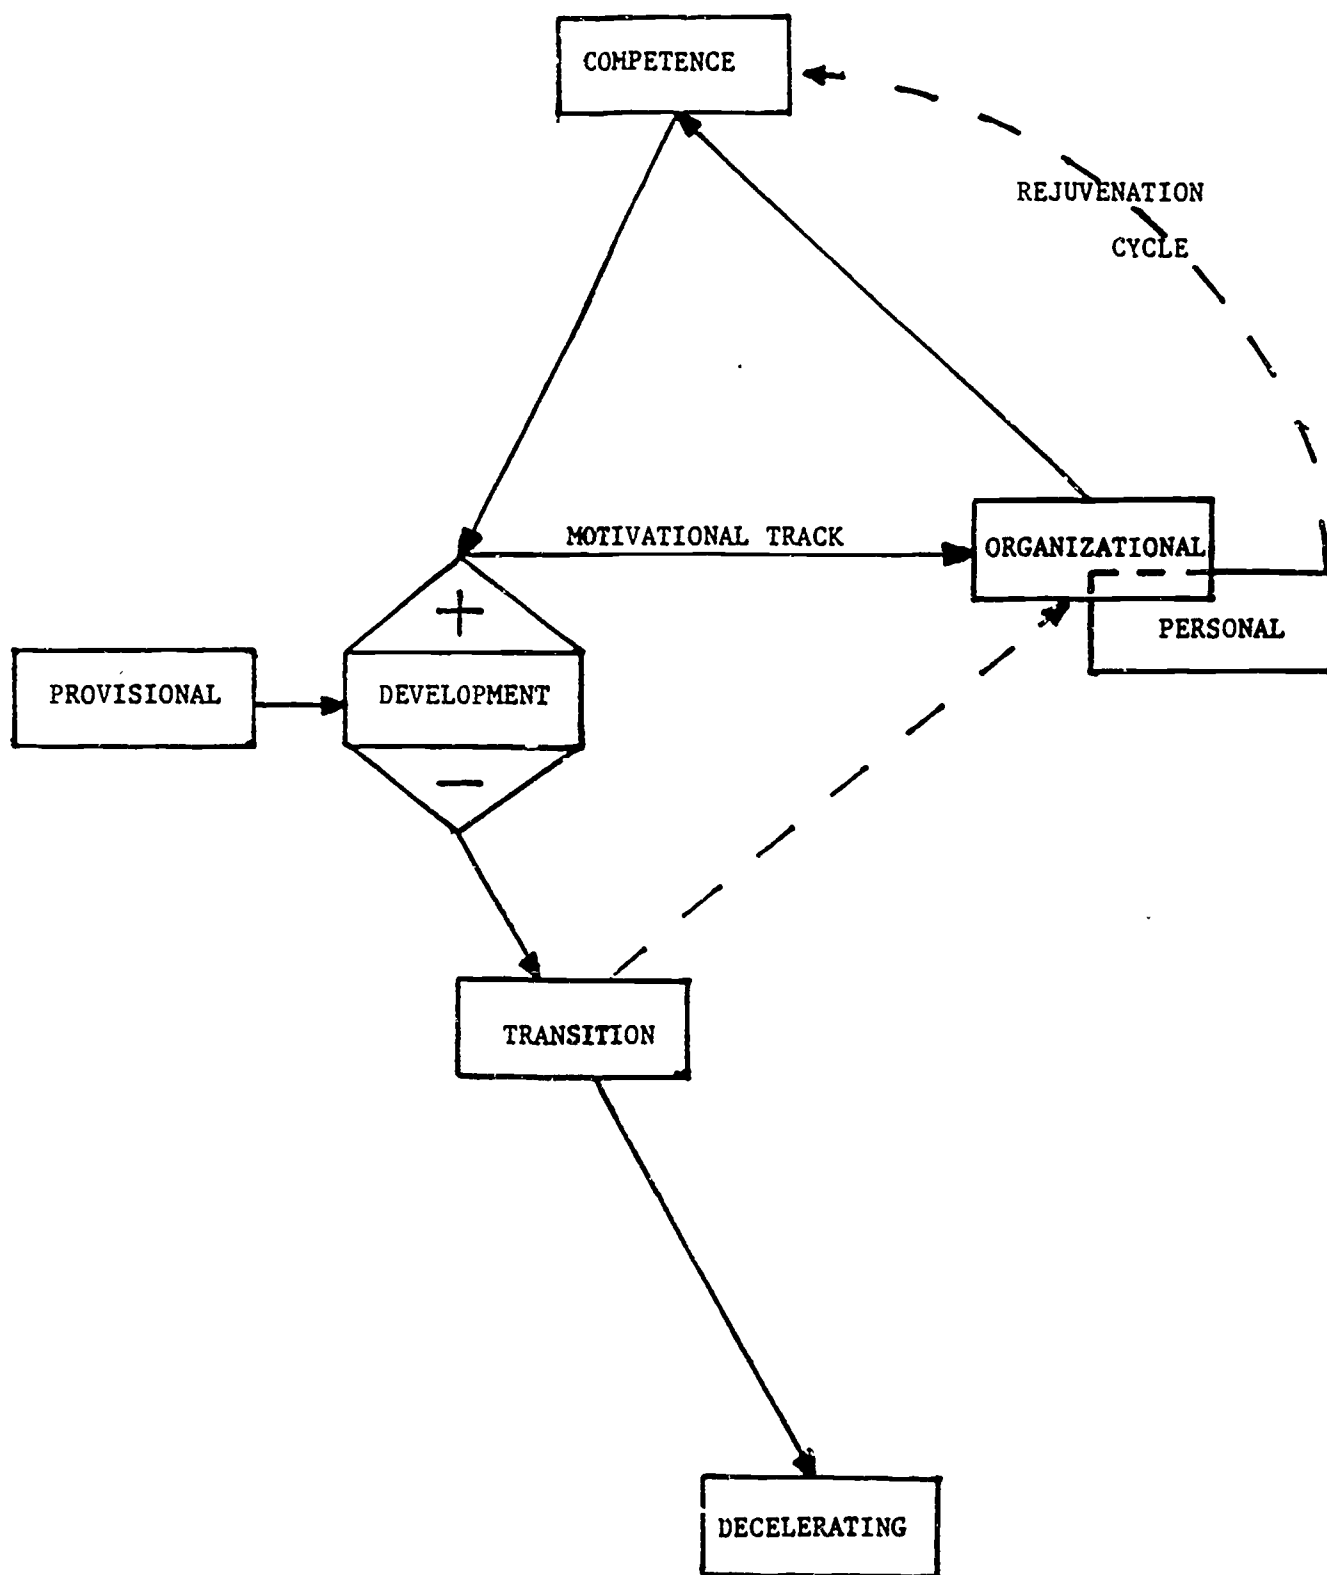 COMPETENCE
REJUVENATION
CYCLE
MOTIVATIONAL TRACK
ORGANIZATIONAL
+
PERSONAL
PROVISIONAL
DEVELOPMENT
−
TRANSITION
DECELERATING